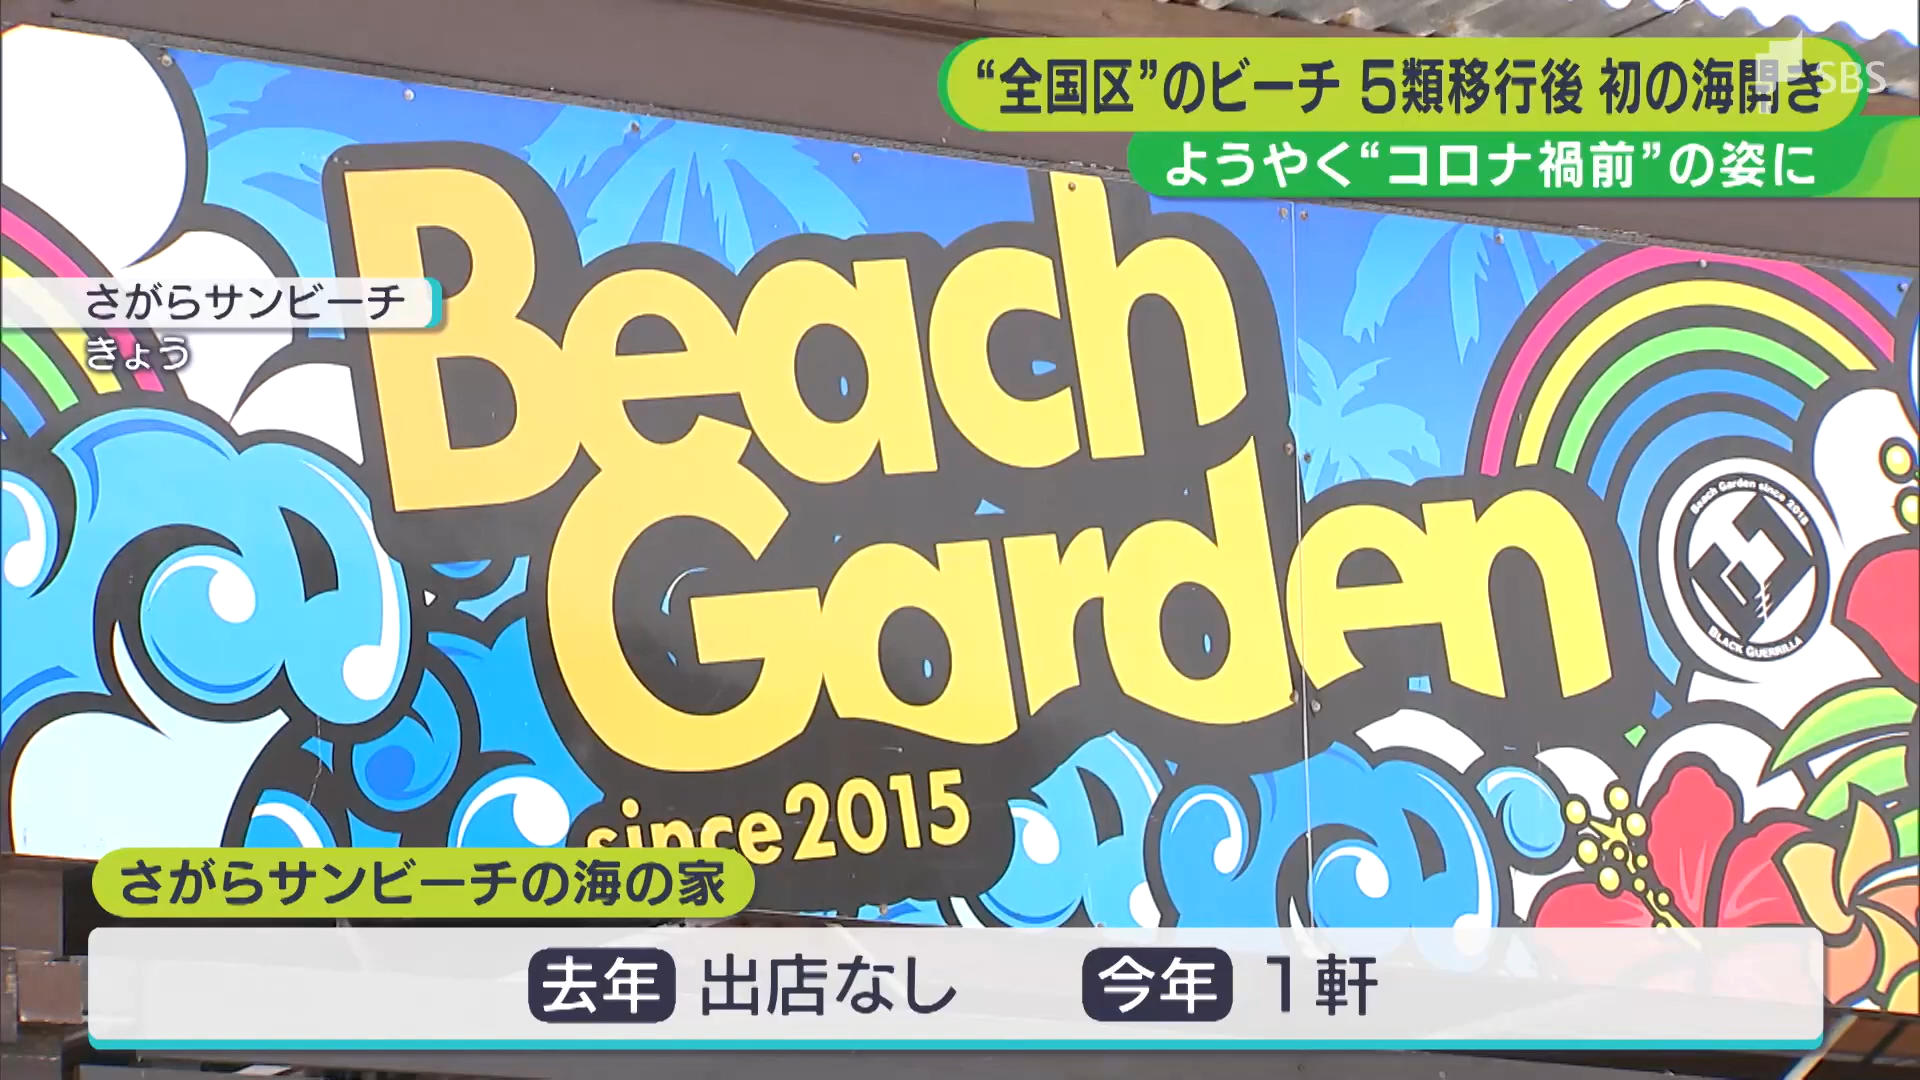 “全国区”のビーチ 5類移行後 初の海開き
SBS
ようやく“コロナ禍前”の姿に
さがらサンビーチ
きょう
Beach
Garden
since2015
Beach Garden since 2018
BLACK GUERRILLA
さがらサンビーチの海の家
去年 出店なし 今年 1軒